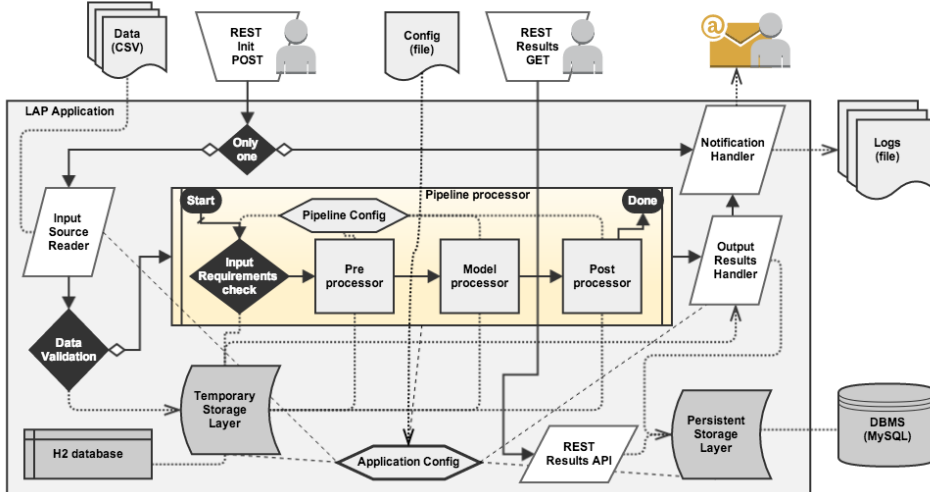 Data
(CSV)
REST
Init
POST
Config
(file)
REST
Results
GET
@
LAP Application
Only
one
Notification
Handler
Logs
(file)
Pipeline processor
Start
Pipeline Config
Done
Input
Source
Reader
Input
Requirements
check
Pre
processor
Model
processor
Post
processor
Output
Results
Handler
Data
Validation
Temporary
Storage
Layer
H2 database
Application Config
REST
Results API
Persistent
Storage
Layer
DBMS
(MySQL)